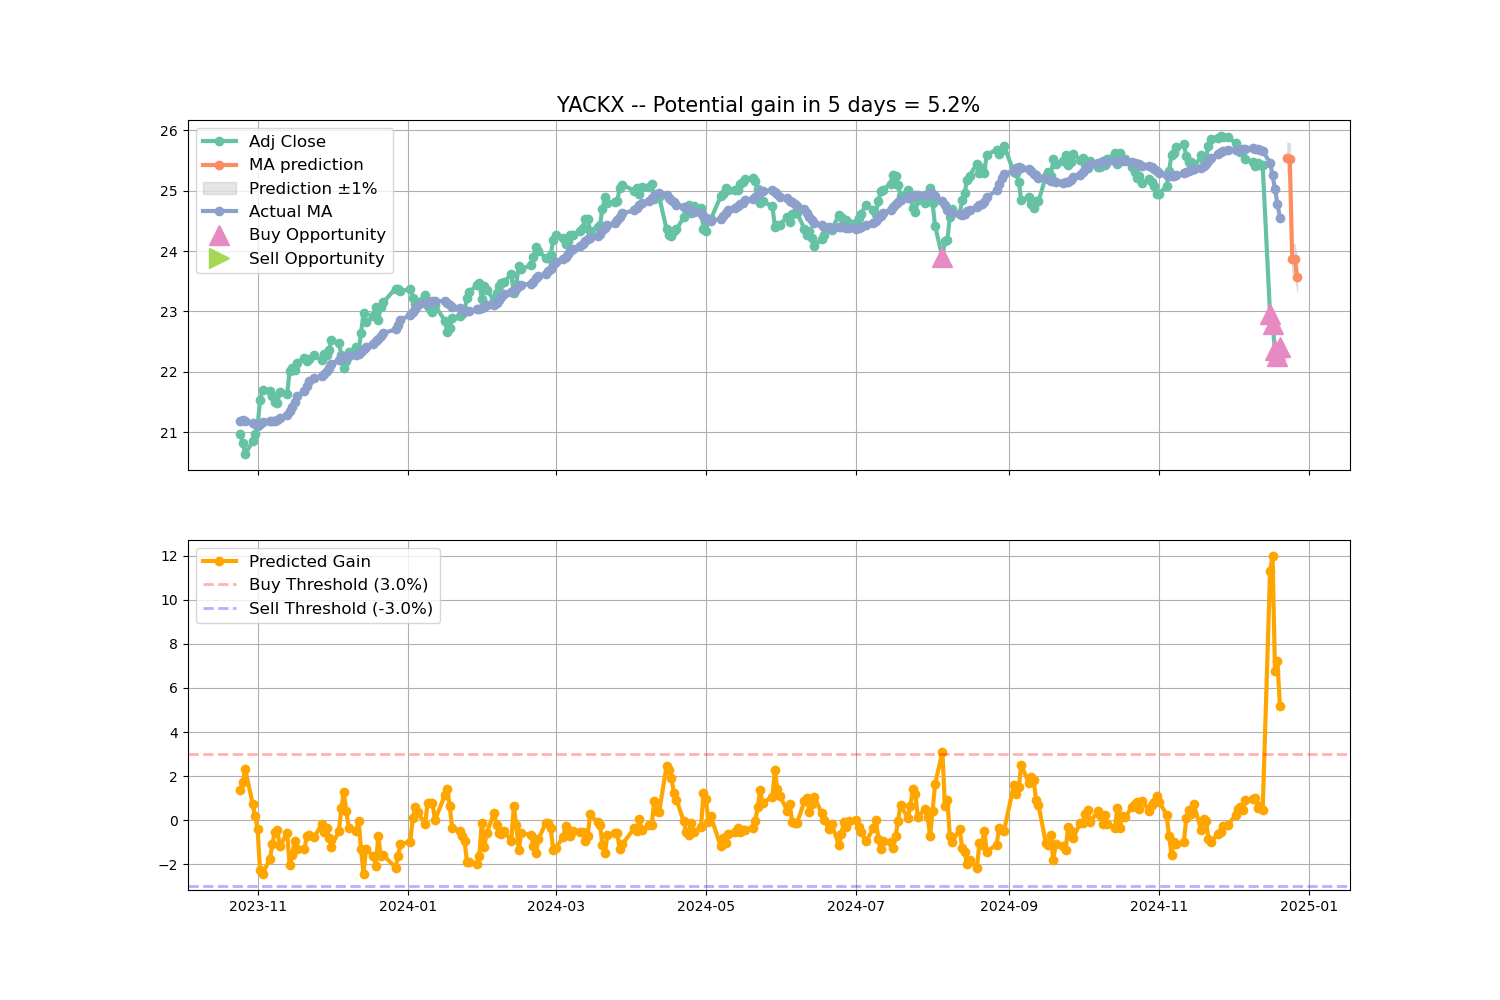 YACKX -- Potential gain in 5 days = 5.2%
26
25
24
23
22
21
Adj Close
MA prediction
Prediction ±1%
Actual MA
Buy Opportunity
Sell Opportunity
12
10
8
6
4
2
0
−2
Predicted Gain
Buy Threshold (3.0%)
Sell Threshold (-3.0%)
2023-11
2024-01
2024-03
2024-05
2024-07
2024-09
2024-11
2025-01